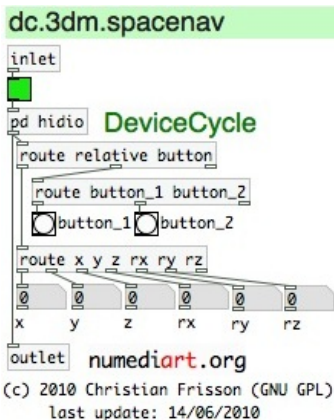 dc.3dm.spacenav
inlet
pd hidio
DeviceCycle
route relative button
route button_1 button_2
button_1
button_2
route x y z rx ry rz
0 0 0 0 0 0
x y z rx ry rz
outlet
numediart.org
(c) 2010 Christian Frisson (GNU GPL)
last update: 14/06/2010